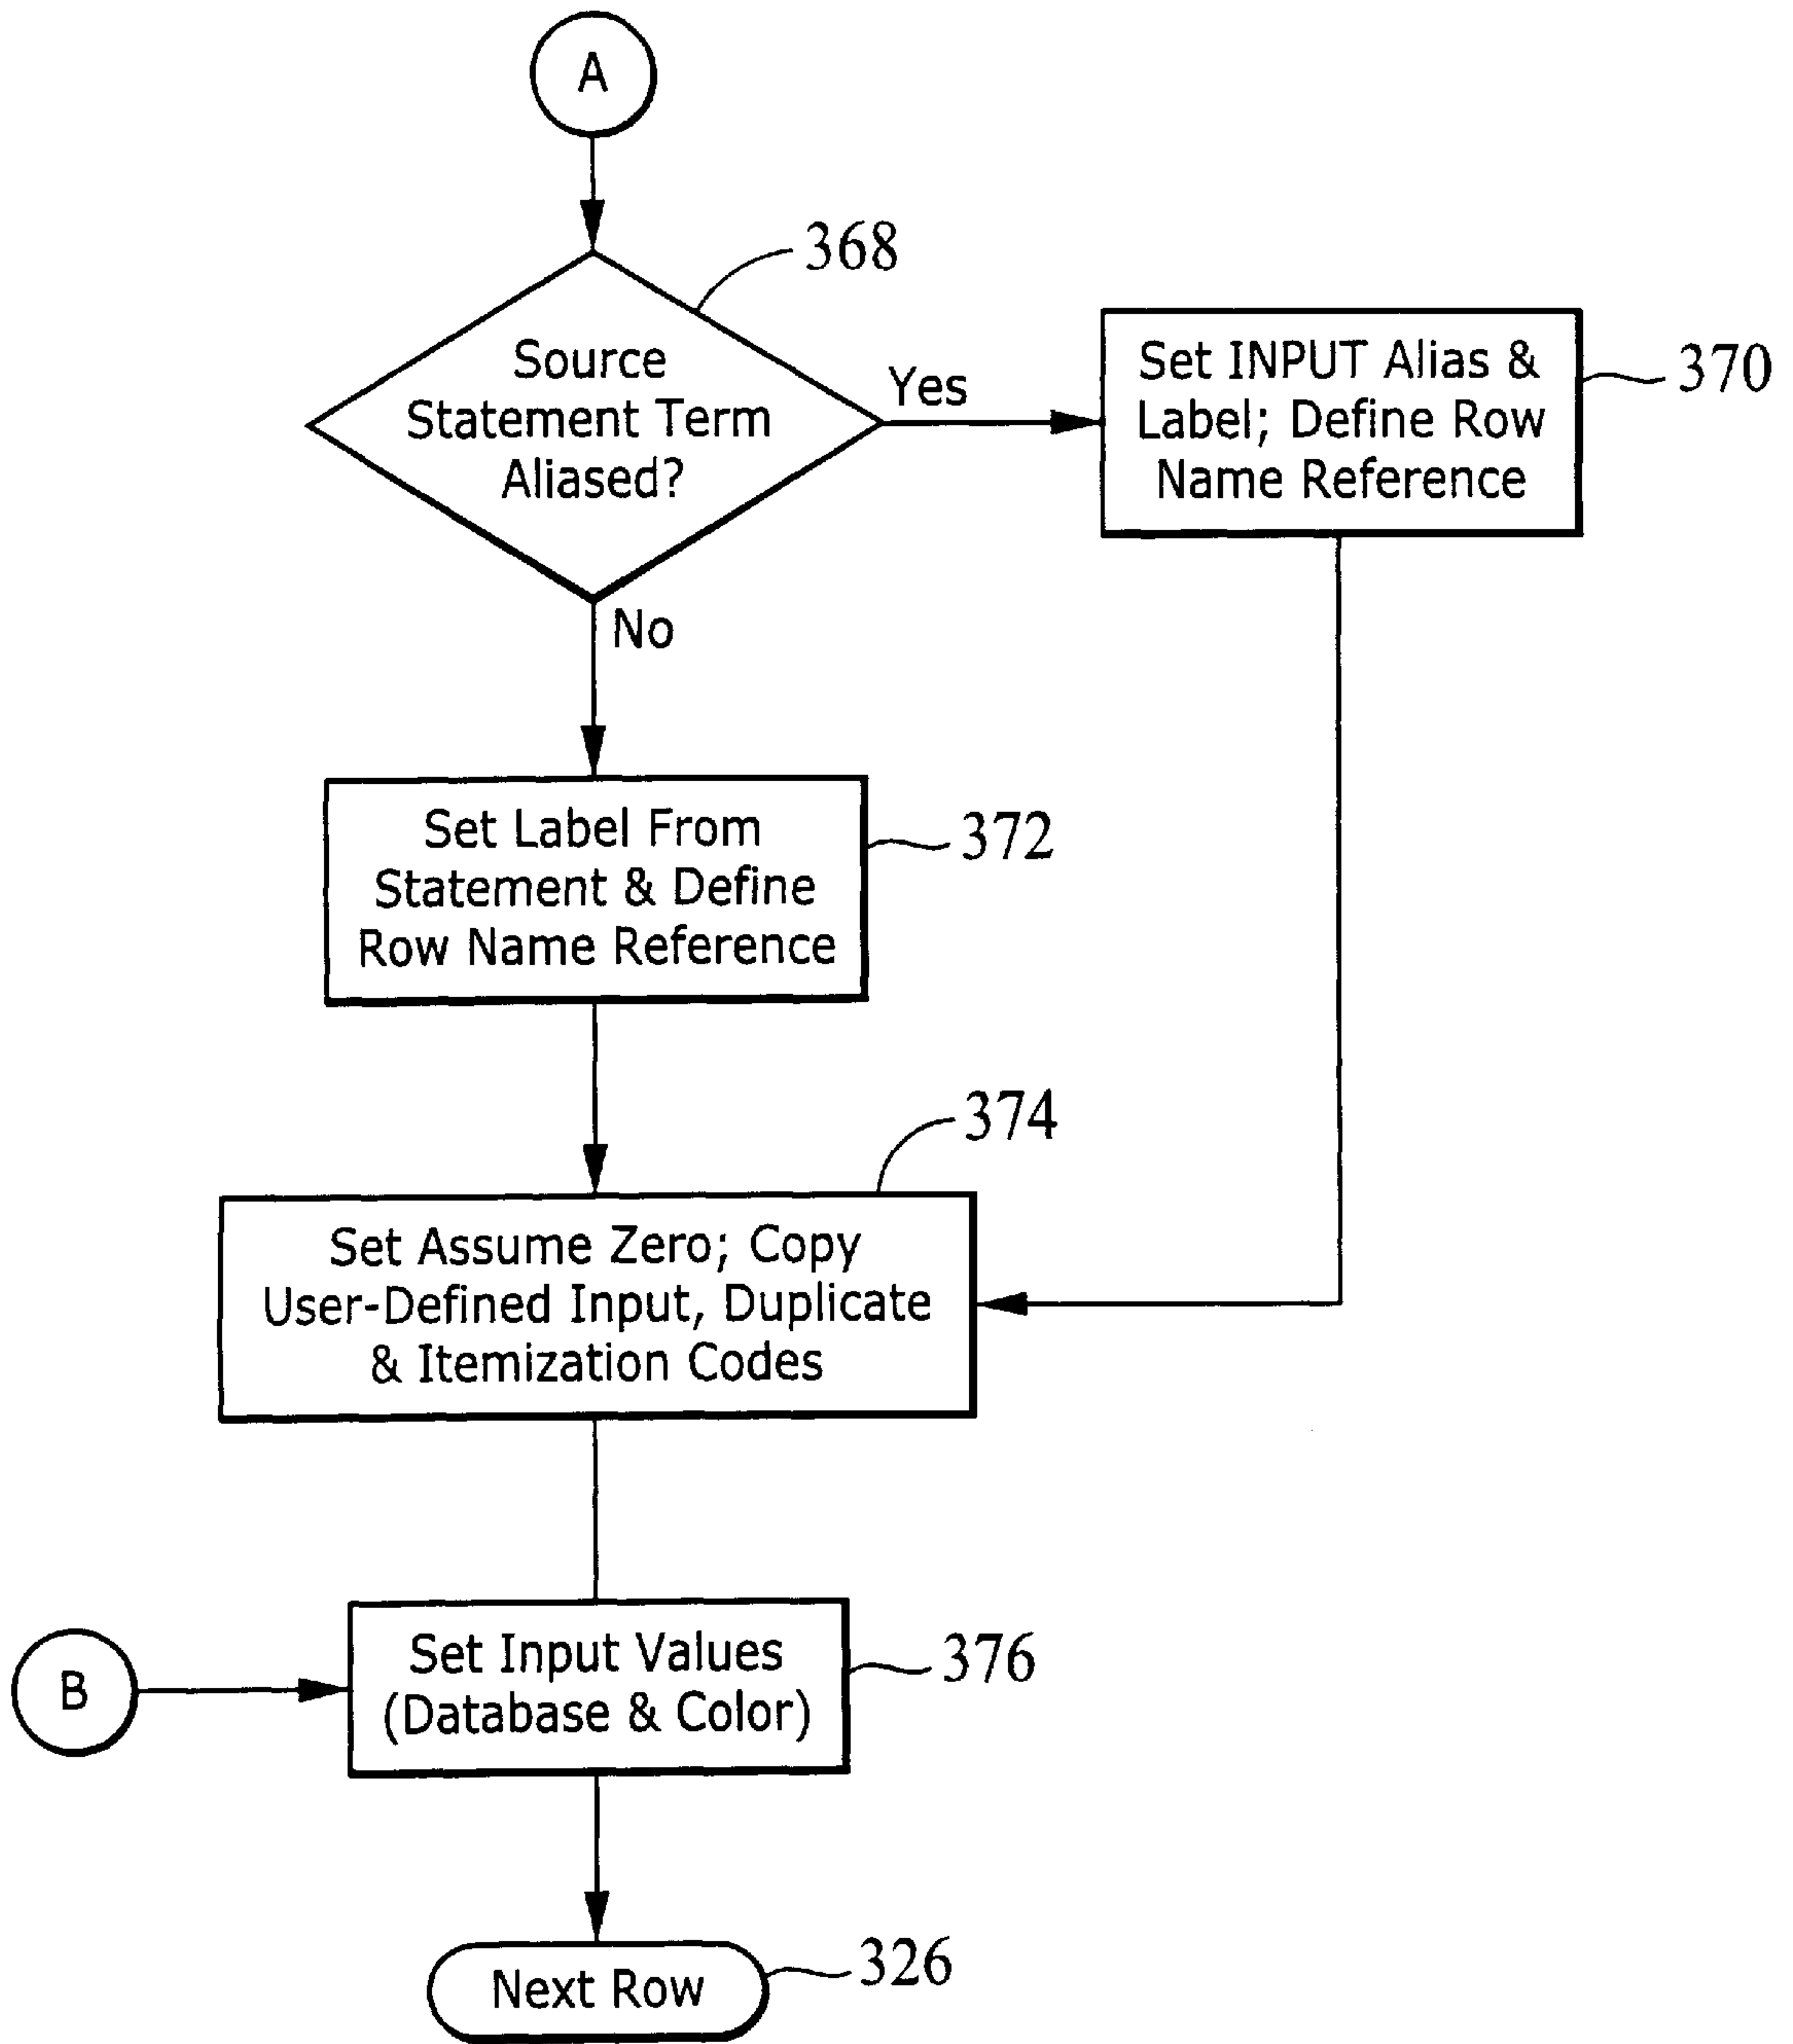 A
368
Source
Statement Term
Aliased?
Yes
Set INPUT Alias &
Label; Define Row
Name Reference
370
No
Set Label From
Statement & Define
Row Name Reference
372
374
Set Assume Zero; Copy
User-Defined Input, Duplicate
& Itemization Codes
B
Set Input Values
(Database & Color)
376
Next Row
326